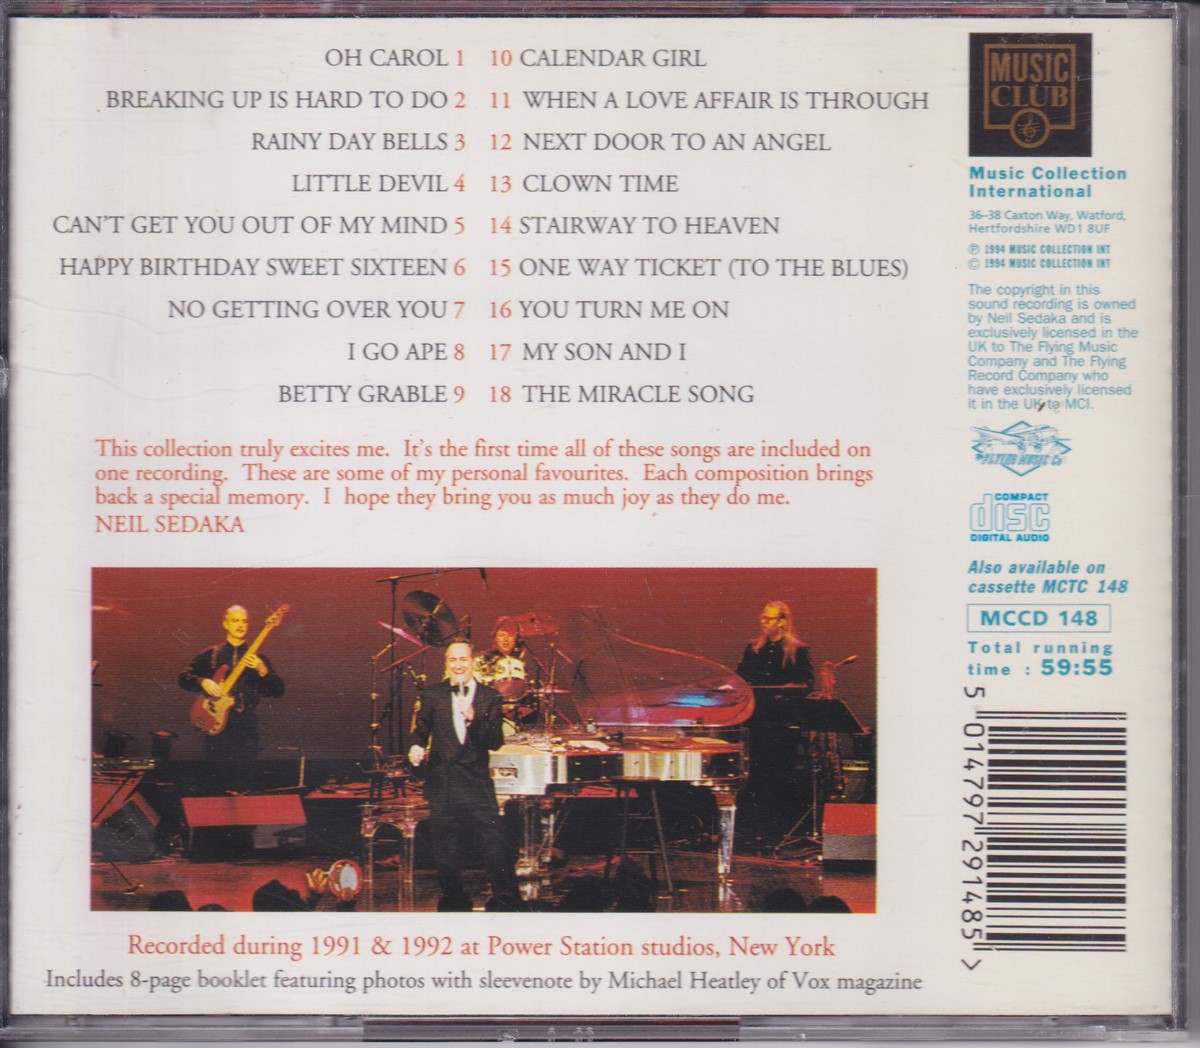 OH CAROL 1
BREAKING UP IS HARD TO DO 2
RAINY DAY BELLS 3
LITTLE DEVIL 4
CAN'T GET YOU OUT OF MY MIND 5
HAPPY BIRTHDAY SWEET SIXTEEN 6
NO GETTING OVER YOU 7
I GO APE 8
BETTY GRABLE 9
10 CALENDAR GIRL
11 WHEN A LOVE AFFAIR IS THROUGH
12 NEXT DOOR TO AN ANGEL
13 CLOWN TIME
14 STAIRWAY TO HEAVEN
15 ONE WAY TICKET (TO THE BLUES)
16 YOU TURN ME ON
17 MY SON AND I
18 THE MIRACLE SONG
This collection truly excites me. It's the first time all of these songs are included on
one recording. These are some of my personal favourites. Each composition brings
back a special memory. I hope they bring you as much joy as they do me.
NEIL SEDAKA
Recorded during 1991 & 1992 at Power Station studios, New York
Includes 8-page booklet featuring photos with sleevenote by Michael Heatley of Vox magazine
MUSIC
CLUB
Music Collection
International
36–38 Caxton Way, Watford,
Hertfordshire WD1 8UF
℗ 1994 MUSIC COLLECTION INT
© 1994 MUSIC COLLECTION INT
The copyright in this
sound recording is owned
by Neil Sedaka and is
exclusively licensed in the
UK to The Flying Music
Company and The Flying
Record Company who
have exclusively licensed
it in the UK to MCI.
The FLYING MUSIC Co
COMPACT
disc
DIGITAL AUDIO
Also available on
cassette MCTC 148
MCCD 148
Total running
time : 59:55
5 014797 291485 >